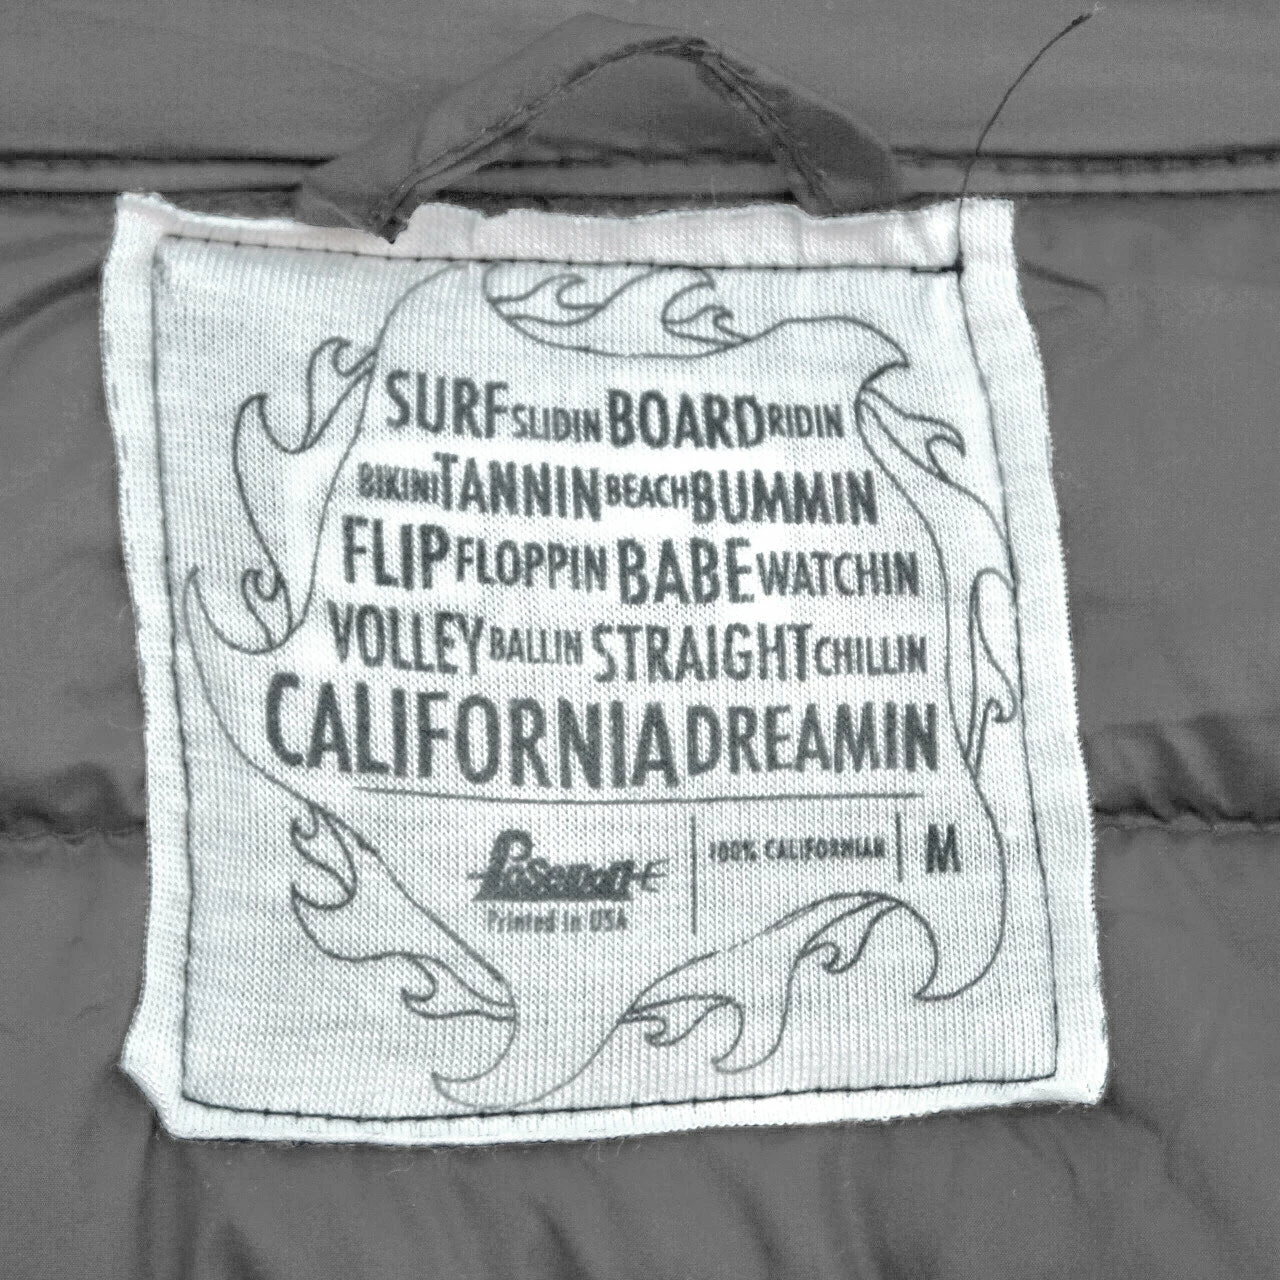 SURF SLIDIN BOARD RIDIN
BIKINI TANNIN BEACH BUMMIN
FLIP FLOPPIN BABE WATCHIN
VOLLEY BALLIN STRAIGHT CHILLIN
CALIFORNIA DREAMIN
100% CALIFORNIAN M
Printed in USA